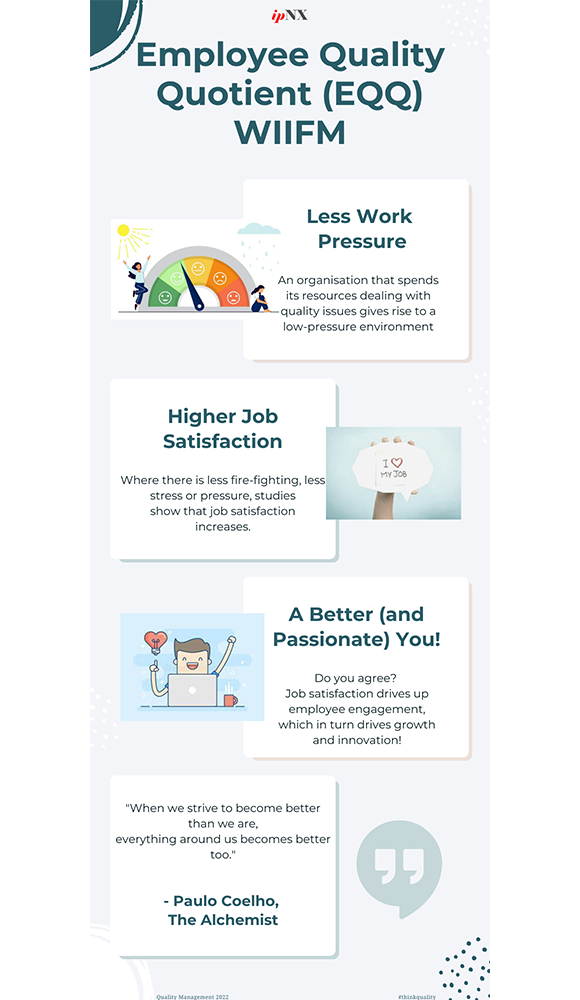 ipNX
Employee Quality
Quotient (EQQ)
WIIFM
Less Work
Pressure
An organisation that spends
its resources dealing with
quality issues gives rise to a
low-pressure environment
Higher Job
Satisfaction
Where there is less fire-fighting, less
stress or pressure, studies
show that job satisfaction
increases.
I
MY JOB
A Better (and
Passionate) You!
Do you agree?
Job satisfaction drives up
employee engagement,
which in turn drives growth
and innovation!
"When we strive to become better
than we are,
everything around us becomes better
too."
- Paulo Coelho,
The Alchemist
Quality Management 2022
#thinkquality